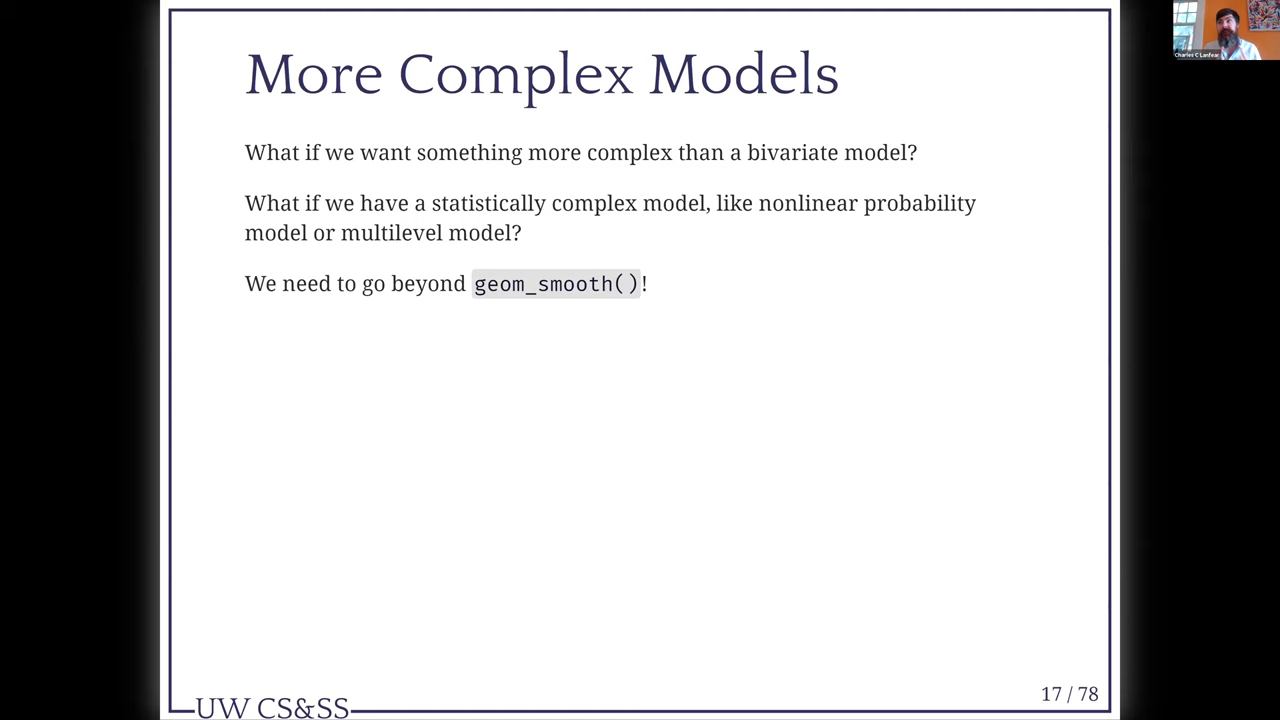 Charles C Lanfear
More Complex Models
What if we want something more complex than a bivariate model?
What if we have a statistically complex model, like nonlinear probability
model or multilevel model?
We need to go beyond geom_smooth()!
17 / 78
UW CS&SS